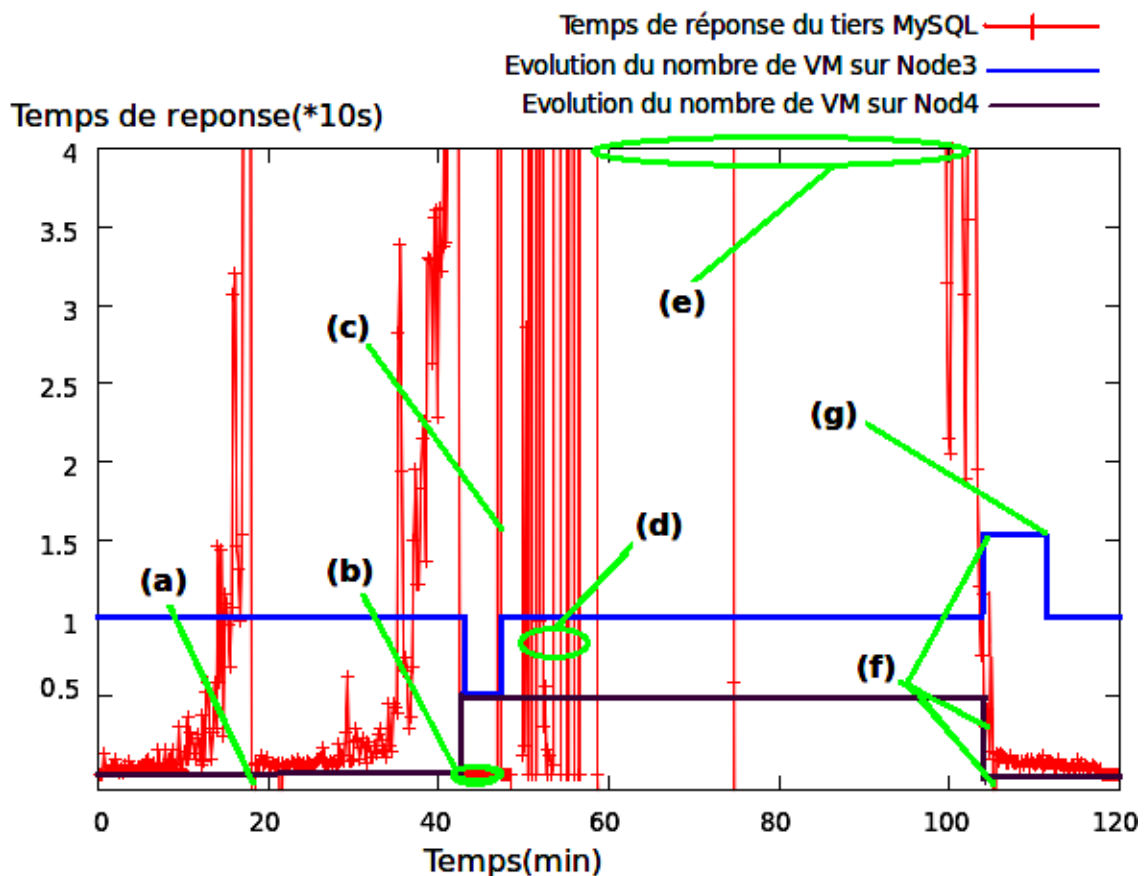 Temps de réponse du tiers MySQL
Evolution du nombre de VM sur Node3
Evolution du nombre de VM sur Nod4
Temps de reponse(*10s)
4
3.5
3
2.5
2
1.5
1
0.5
(a)
(b)
(c)
(d)
(e)
(f)
(g)
0 20 40 60 80 100 120
Temps(min)